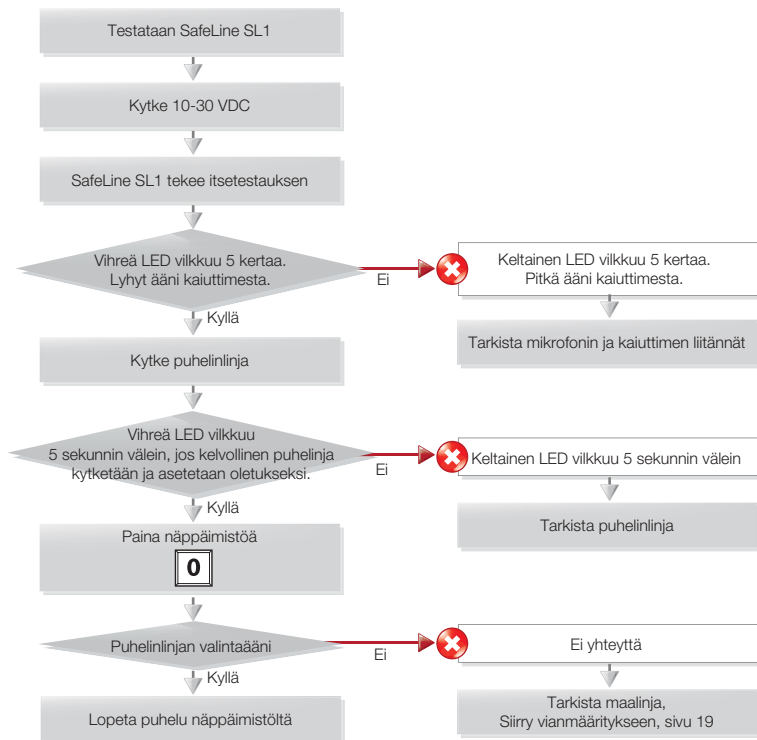 Testataan SafeLine SL1
Kytke 10-30 VDC
SafeLine SL1 tekee itsetestauksen
Vihreä LED vilkkuu 5 kertaa.
Lyhyt ääni kaiuttimesta.
Ei
Keltainen LED vilkkuu 5 kertaa.
Pitkä ääni kaiuttimesta.
Tarkista mikrofonin ja kaiuttimen liitännät
Kyllä
Kytke puhelinlinja
Vihreä LED vilkkuu
5 sekunnin välein, jos kelvollinen puhelinja
kytketään ja asetetaan oletukseksi.
Ei
Keltainen LED vilkkuu 5 sekunnin välein
Tarkista puhelinlinja
Kyllä
Paina näppäimistöä
0
Puhelinlinjan valintaääni
Ei
Ei yhteyttä
Tarkista maalinja,
Siirry vianmääritykseen, sivu 19
Kyllä
Lopeta puhelu näppäimistöltä